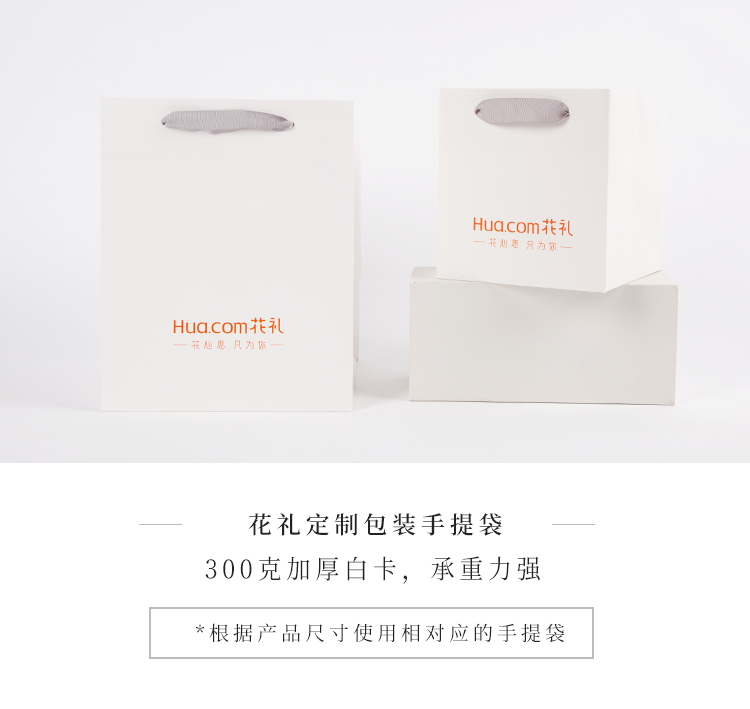 Hua.com花礼
花心思 只为你
Hua.com花礼
花心思 只为你
花礼定制包装手提袋
300克加厚白卡，承重力强
*根据产品尺寸使用相对应的手提袋